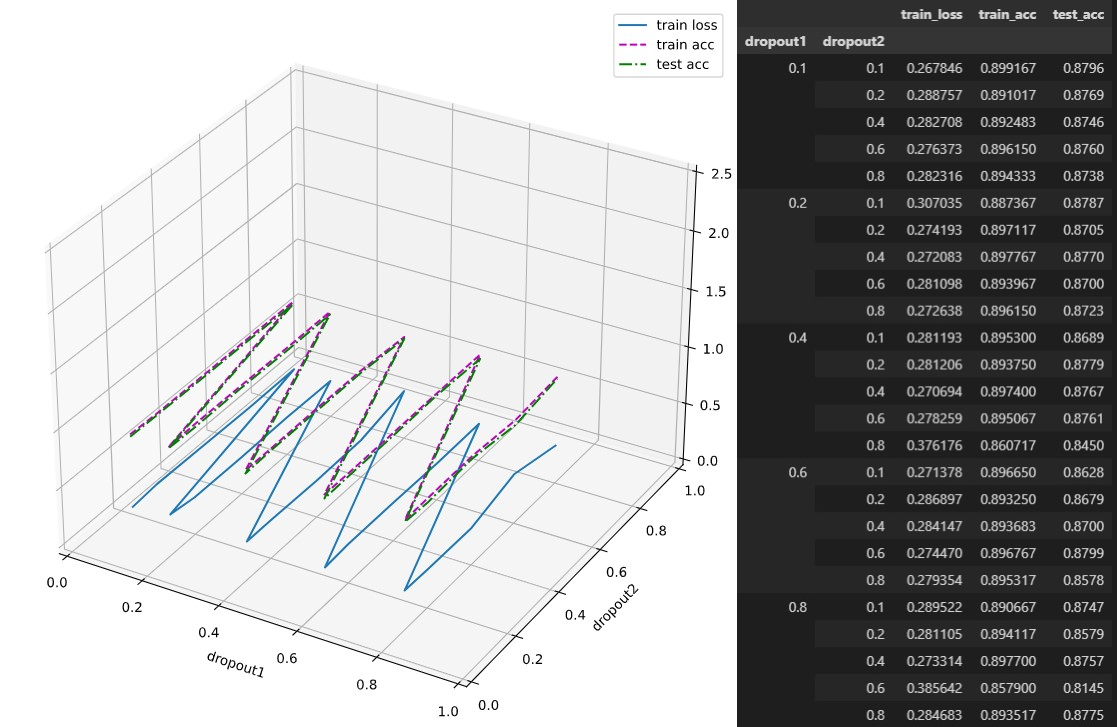 train loss
train acc
test acc
2.5
2.0
1.5
1.0
0.5
0.0
1.0
0.8
0.6
0.4
0.2
0.0
dropout2
0.0
0.2
0.4
0.6
0.8
1.0
dropout1
train_loss train_acc test_acc
dropout1 dropout2
0.1 0.1 0.267846 0.899167 0.8796
0.2 0.288757 0.891017 0.8769
0.4 0.282708 0.892483 0.8746
0.6 0.276373 0.896150 0.8760
0.8 0.282316 0.894333 0.8738
0.2 0.1 0.307035 0.887367 0.8787
0.2 0.274193 0.897117 0.8705
0.4 0.272083 0.897767 0.8770
0.6 0.281098 0.893967 0.8700
0.8 0.272638 0.896150 0.8723
0.4 0.1 0.281193 0.895300 0.8689
0.2 0.281206 0.893750 0.8779
0.4 0.270694 0.897400 0.8767
0.6 0.278259 0.895067 0.8761
0.8 0.376176 0.860717 0.8450
0.6 0.1 0.271378 0.896650 0.8628
0.2 0.286897 0.893250 0.8679
0.4 0.284147 0.893683 0.8700
0.6 0.274470 0.896767 0.8799
0.8 0.279354 0.895317 0.8578
0.8 0.1 0.289522 0.890667 0.8747
0.2 0.281105 0.894117 0.8579
0.4 0.273314 0.897700 0.8757
0.6 0.385642 0.857900 0.8145
0.8 0.284683 0.893517 0.8775